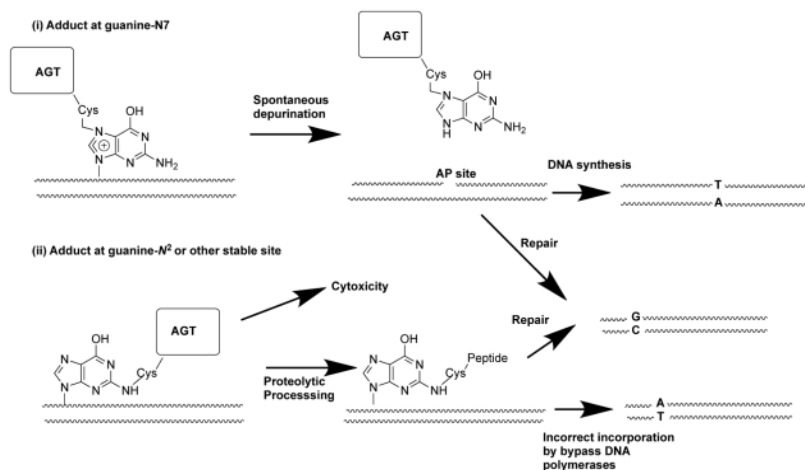 (i) Adduct at guanine-N7
AGT
Cys
OH
N
N
⊕
N
N
NH₂
Spontaneous
depurination
AGT
Cys
OH
N
N
N
H
N
NH₂
AP site
DNA synthesis
T
A
Repair
(ii) Adduct at guanine-N² or other stable site
Cytoxicity
AGT
OH
N
N
N
N
NH
Cys
Proteolytic
Processsing
OH
N
N
N
N
NH
Cys
Peptide
Repair
G
C
A
T
Incorrect incorporation
by bypass DNA
polymerases